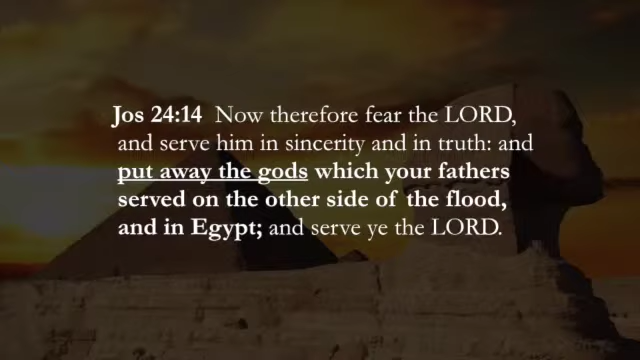 Jos 24:14 Now therefore fear the LORD,
and serve him in sincerity and in truth: and
put away the gods which your fathers
served on the other side of the flood,
and in Egypt; and serve ye the LORD.